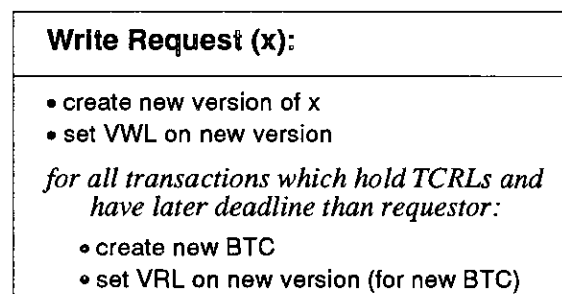 Write Request (x):
• create new version of x
• set VWL on new version
for all transactions which hold TCRLs and
have later deadline than requestor:
• create new BTC
• set VRL on new version (for new BTC)